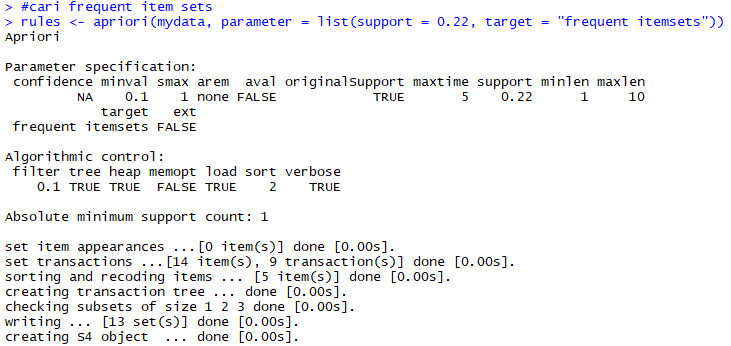 > #cari frequent item sets
> rules <- apriori(mydata, parameter = list(support = 0.22, target = "frequent itemsets"))
Apriori

Parameter specification:
 confidence minval smax arem  aval originalSupport maxtime support minlen maxlen
         NA    0.1    1 none FALSE            TRUE       5    0.22      1     10
            target   ext
 frequent itemsets FALSE

Algorithmic control:
 filter tree heap memopt load sort verbose
    0.1 TRUE TRUE  FALSE TRUE    2    TRUE

Absolute minimum support count: 1

set item appearances ...[0 item(s)] done [0.00s].
set transactions ...[14 item(s), 9 transaction(s)] done [0.00s].
sorting and recoding items ... [5 item(s)] done [0.00s].
creating transaction tree ... done [0.00s].
checking subsets of size 1 2 3 done [0.00s].
writing ... [13 set(s)] done [0.00s].
creating S4 object  ... done [0.00s].